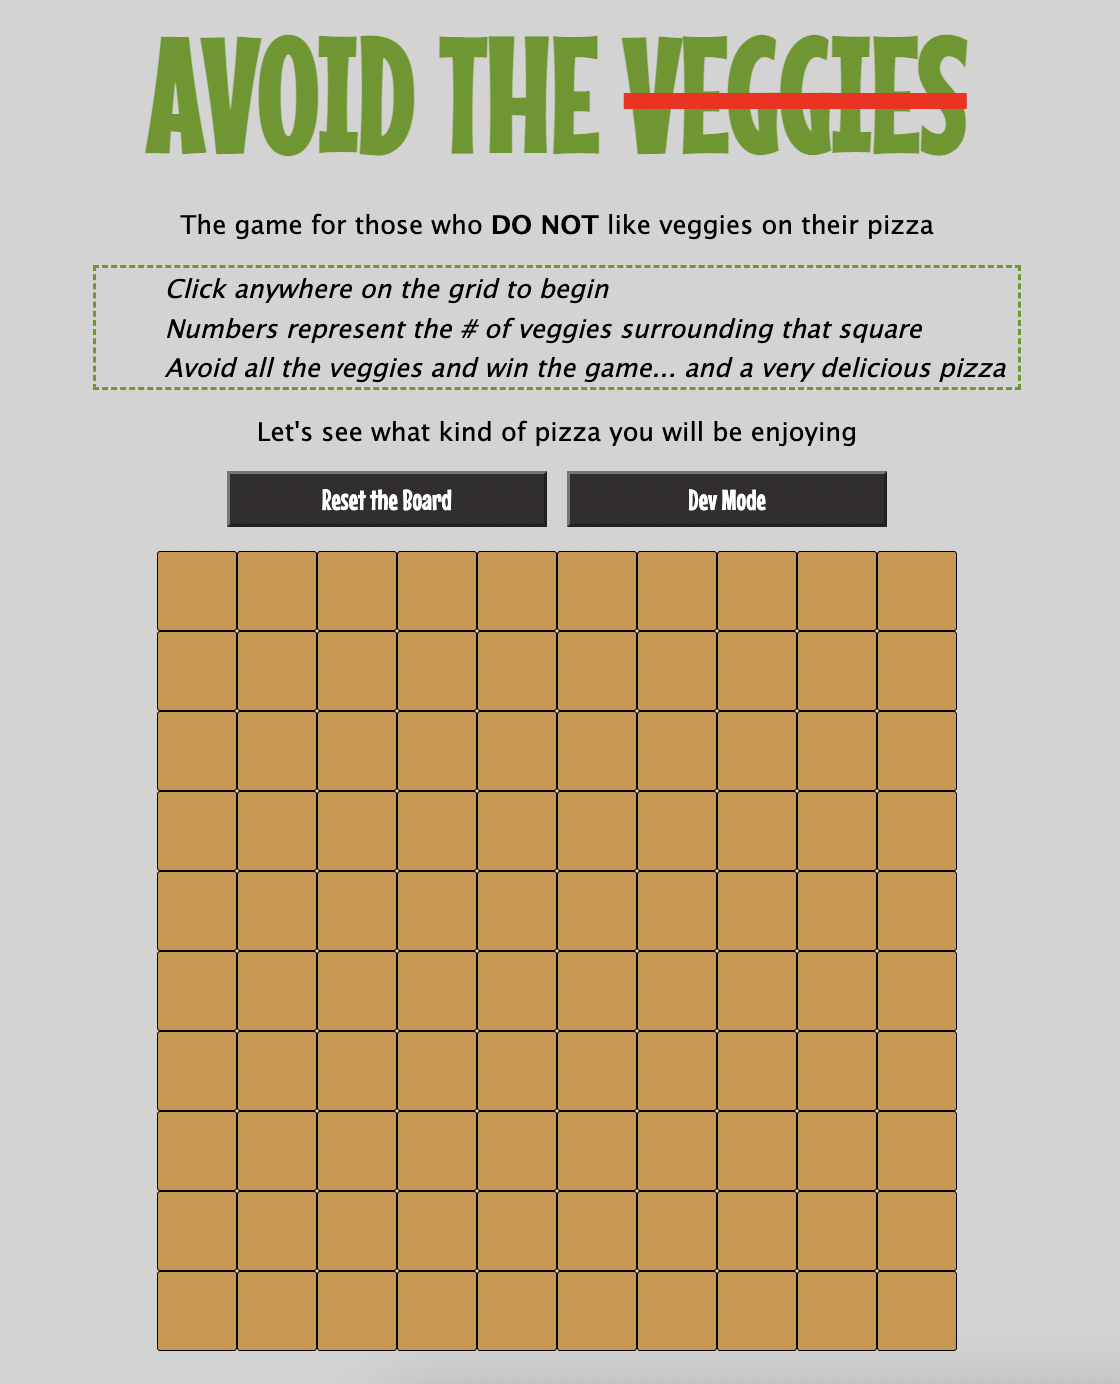 AVOID THE VEGGIES
The game for those who DO NOT like veggies on their pizza
Click anywhere on the grid to begin
Numbers represent the # of veggies surrounding that square
Avoid all the veggies and win the game... and a very delicious pizza
Let's see what kind of pizza you will be enjoying
Reset the Board
Dev Mode